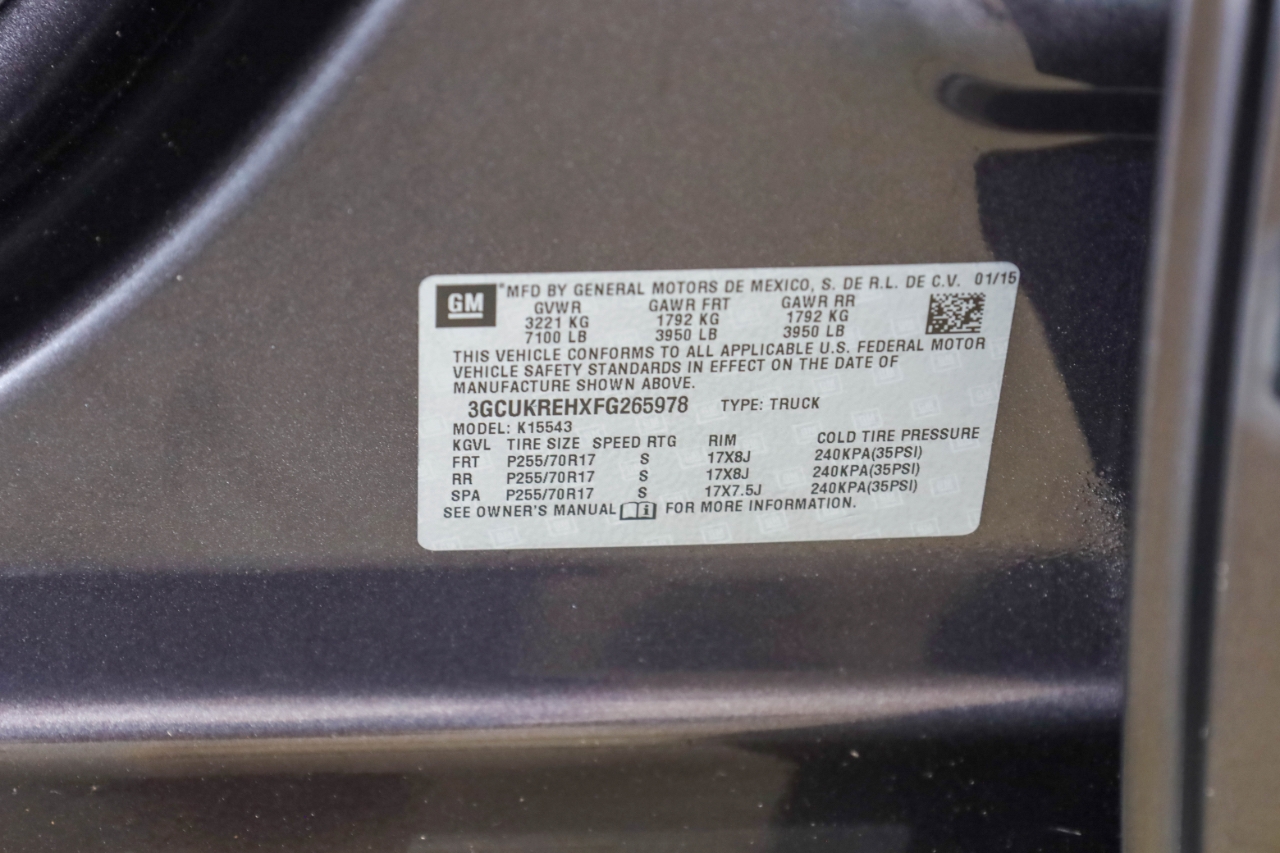 GM
*MFD BY GENERAL MOTORS DE MEXICO, S. DE R.L. DE C.V. 01/15
GVWR GAWR FRT GAWR RR
3221 KG 1792 KG 1792 KG
7100 LB 3950 LB 3950 LB
THIS VEHICLE CONFORMS TO ALL APPLICABLE U.S. FEDERAL MOTOR
VEHICLE SAFETY STANDARDS IN EFFECT ON THE DATE OF
MANUFACTURE SHOWN ABOVE.
3GCUKREHXFG265978 TYPE: TRUCK
MODEL: K15543
KGVL TIRE SIZE SPEED RTG RIM COLD TIRE PRESSURE
FRT P255/70R17 S 17X8J 240KPA(35PSI)
RR P255/70R17 S 17X8J 240KPA(35PSI)
SPA P255/70R17 S 17X7.5J 240KPA(35PSI)
SEE OWNER'S MANUAL i FOR MORE INFORMATION.